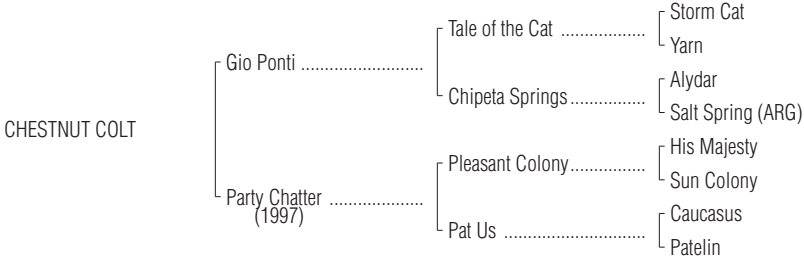 Storm Cat
Tale of the Cat ..................
Yarn
Gio Ponti ..........................
Alydar
Chipeta Springs ................
Salt Spring (ARG)
CHESTNUT COLT
His Majesty
Pleasant Colony ................
Sun Colony
Party Chatter ....................
(1997)
Caucasus
Pat Us ..............................
Patelin